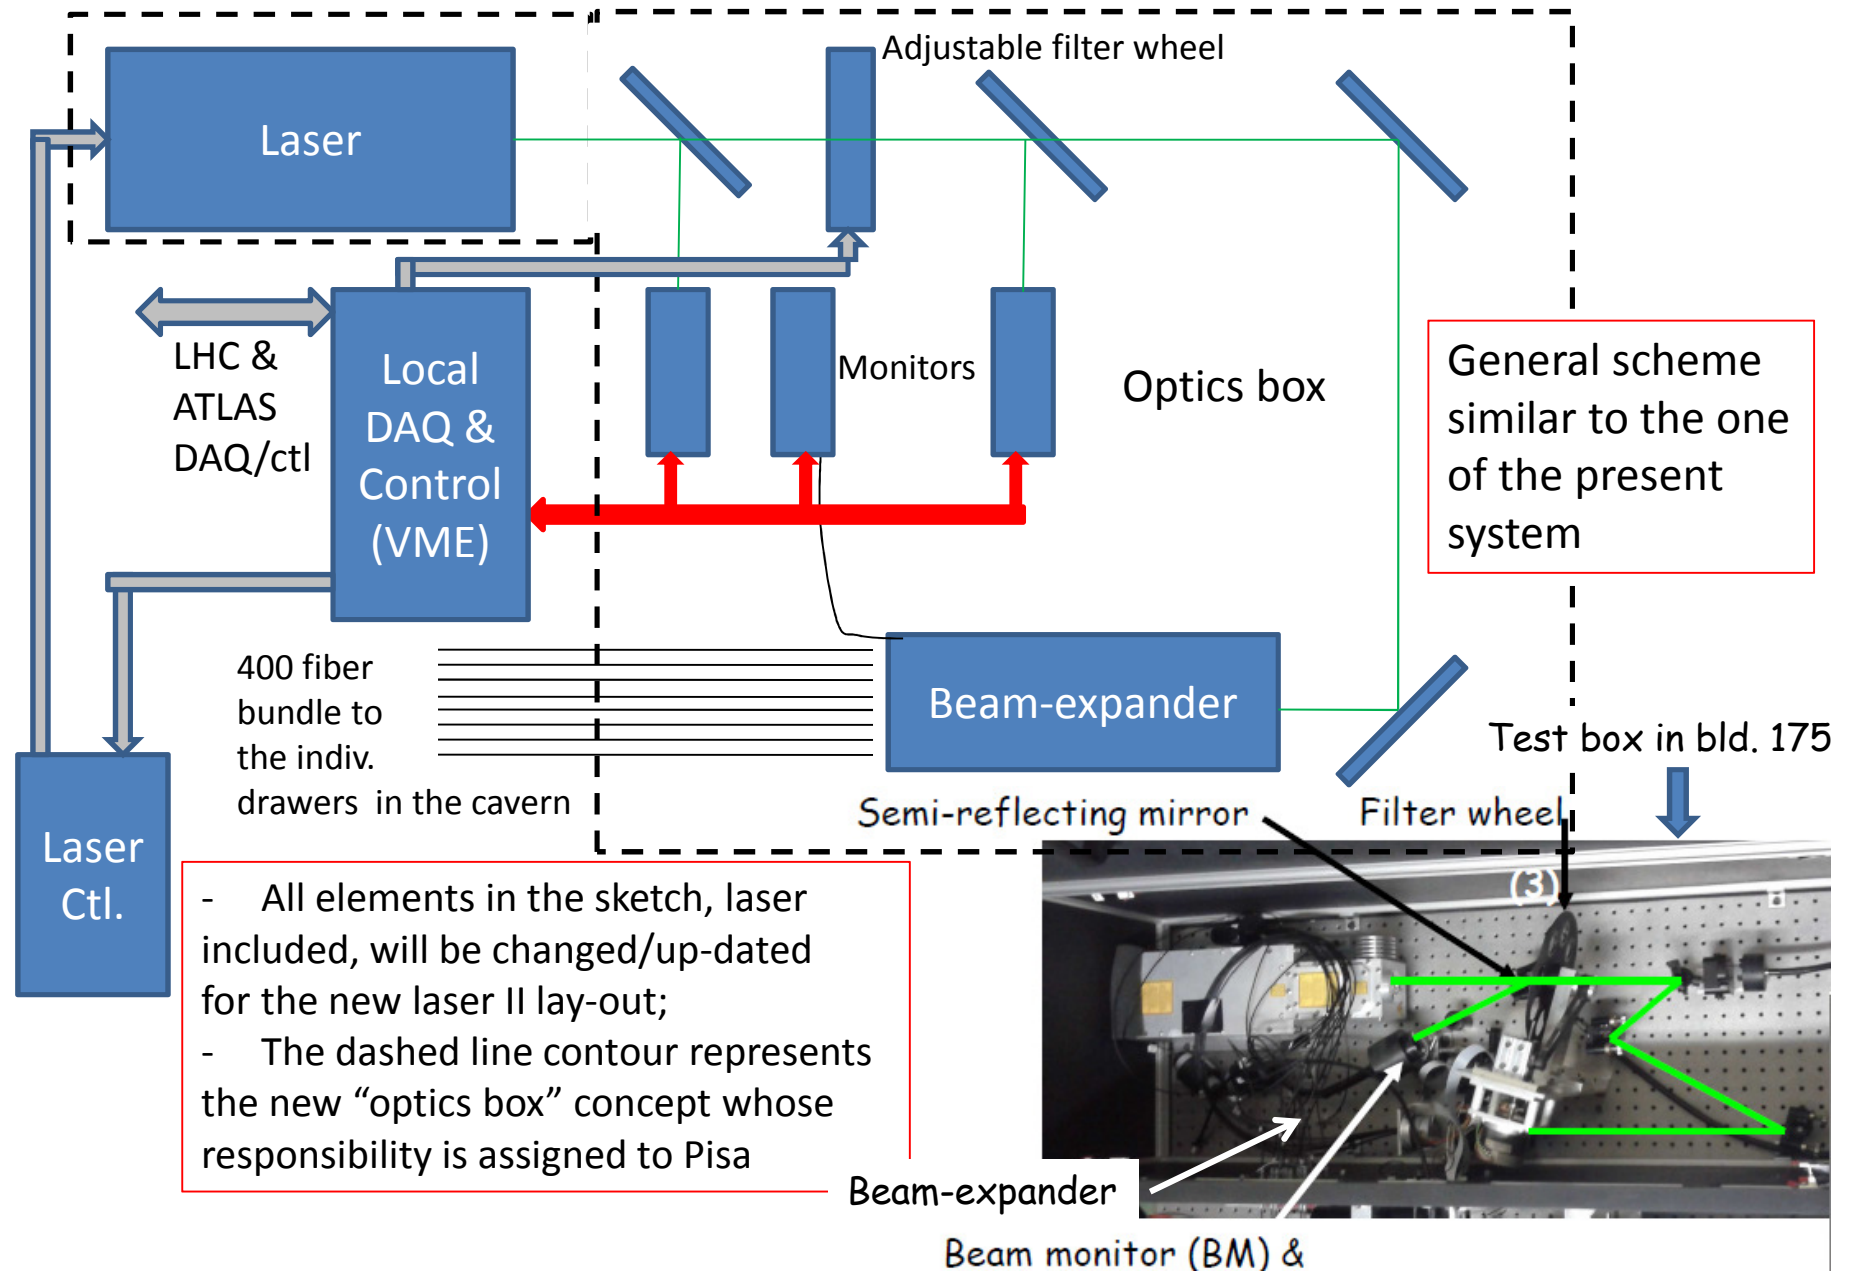 Adjustable filter wheel
Laser
LHC &
ATLAS
DAQ/ctl
Local
DAQ &
Control
(VME)
Monitors
Optics box
General scheme
similar to the one
of the present
system
400 fiber
bundle to
the indiv.
drawers in the cavern
Beam-expander
Test box in bld. 175
Semi-reflecting mirror
Filter wheel
(3)
Laser
Ctl.
- All elements in the sketch, laser
included, will be changed/up-dated
for the new laser II lay-out;
- The dashed line contour represents
the new “optics box” concept whose
responsibility is assigned to Pisa
Beam-expander
Beam monitor (BM) &